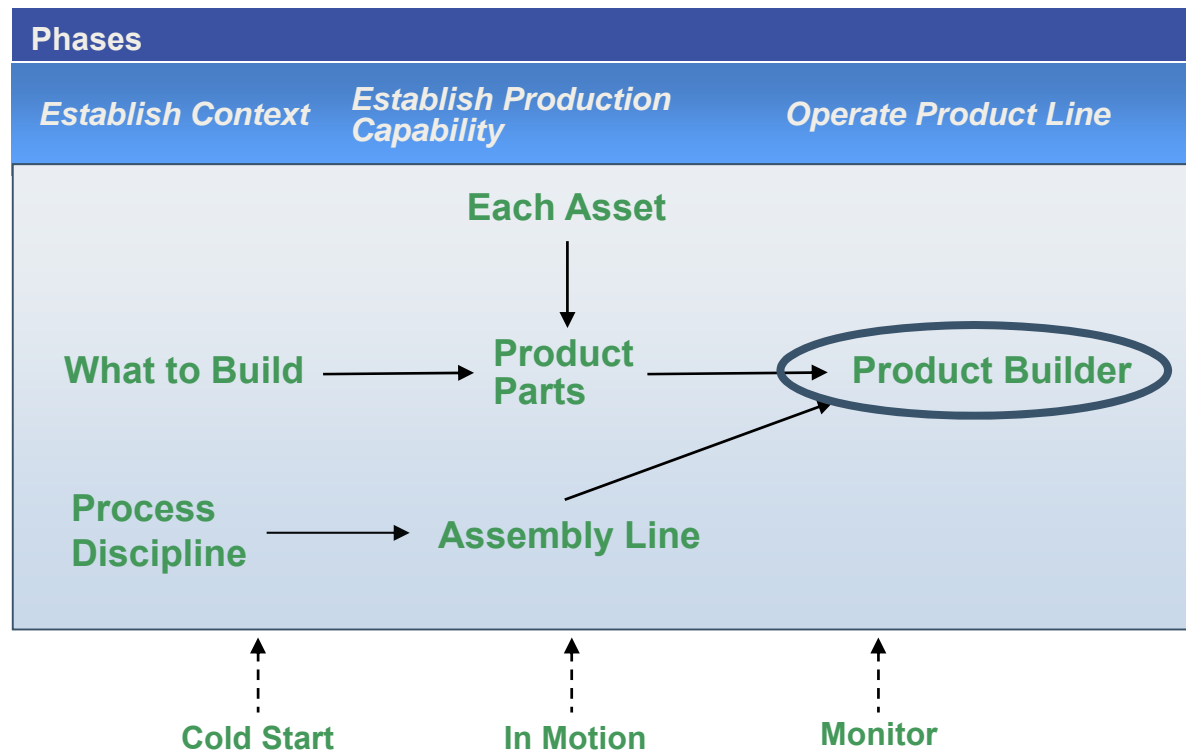 Phases
Establish Context
Establish Production
Capability
Operate Product Line
Each Asset
What to Build
Product
Parts
Product Builder
Process
Discipline
Assembly Line
Cold Start
In Motion
Monitor